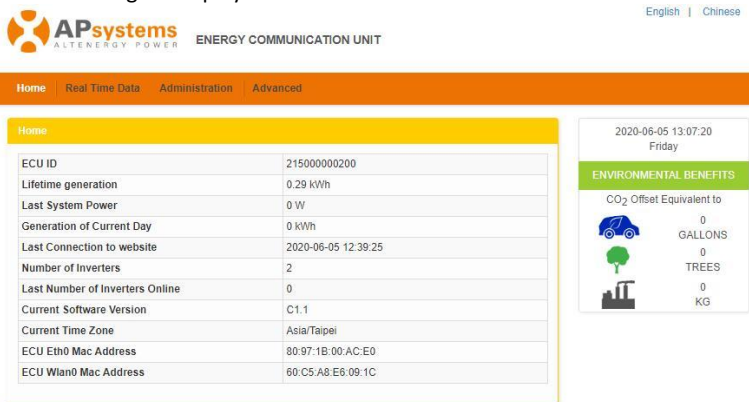 English | Chinese
APsystems
ALTENERGY POWER
ENERGY COMMUNICATION UNIT
Home Real Time Data Administration Advanced
Home
ECU ID 215000000200
Lifetime generation 0.29 kWh
Last System Power 0 W
Generation of Current Day 0 kWh
Last Connection to website 2020-06-05 12:39:25
Number of Inverters 2
Last Number of Inverters Online 0
Current Software Version C1.1
Current Time Zone Asia/Taipei
ECU Eth0 Mac Address 80:97:1B:00:AC:E0
ECU Wlan0 Mac Address 60:C5:A8:E6:09:1C
2020-06-05 13:07:20
Friday
ENVIRONMENTAL BENEFITS
CO2 Offset Equivalent to
0
GALLONS
0
TREES
0
KG